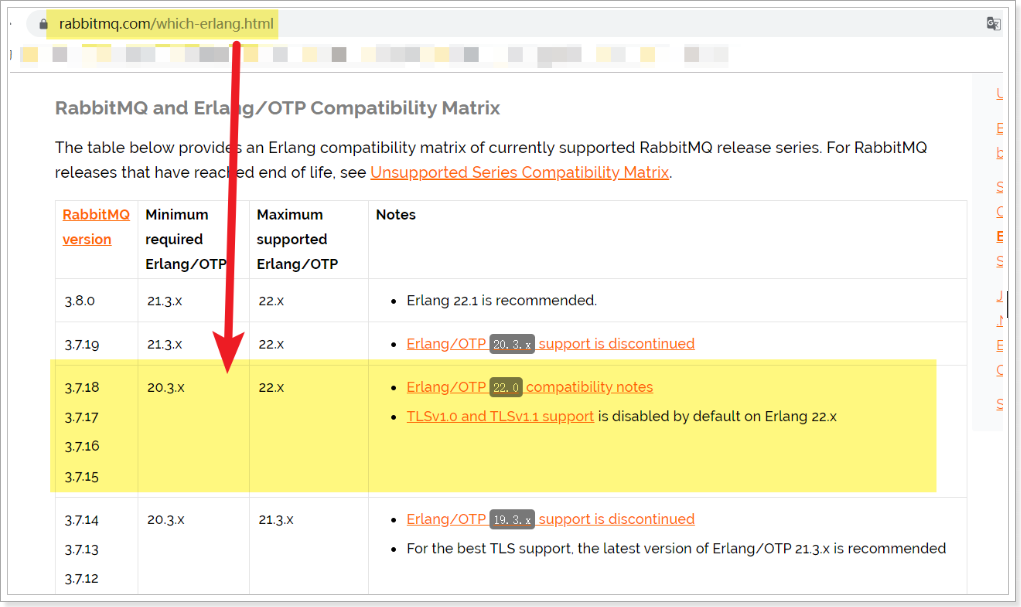 rabbitmq.com/which-erlang.html
RabbitMQ and Erlang/OTP Compatibility Matrix
The table below provides an Erlang compatibility matrix of currently supported RabbitMQ release series. For RabbitMQ
releases that have reached end of life, see Unsupported Series Compatibility Matrix.
RabbitMQ version
Minimum required Erlang/OTP
Maximum supported Erlang/OTP
Notes
3.8.0 21.3.x 22.x • Erlang 22.1 is recommended.
3.7.19 21.3.x 22.x • Erlang/OTP 20.3.x support is discontinued
3.7.18 20.3.x 22.x • Erlang/OTP 22.0 compatibility notes
3.7.17 • TLSv1.0 and TLSv1.1 support is disabled by default on Erlang 22.x
3.7.16
3.7.15
3.7.14 20.3.x 21.3.x • Erlang/OTP 19.3.x support is discontinued
3.7.13 • For the best TLS support, the latest version of Erlang/OTP 21.3.x is recommended
3.7.12